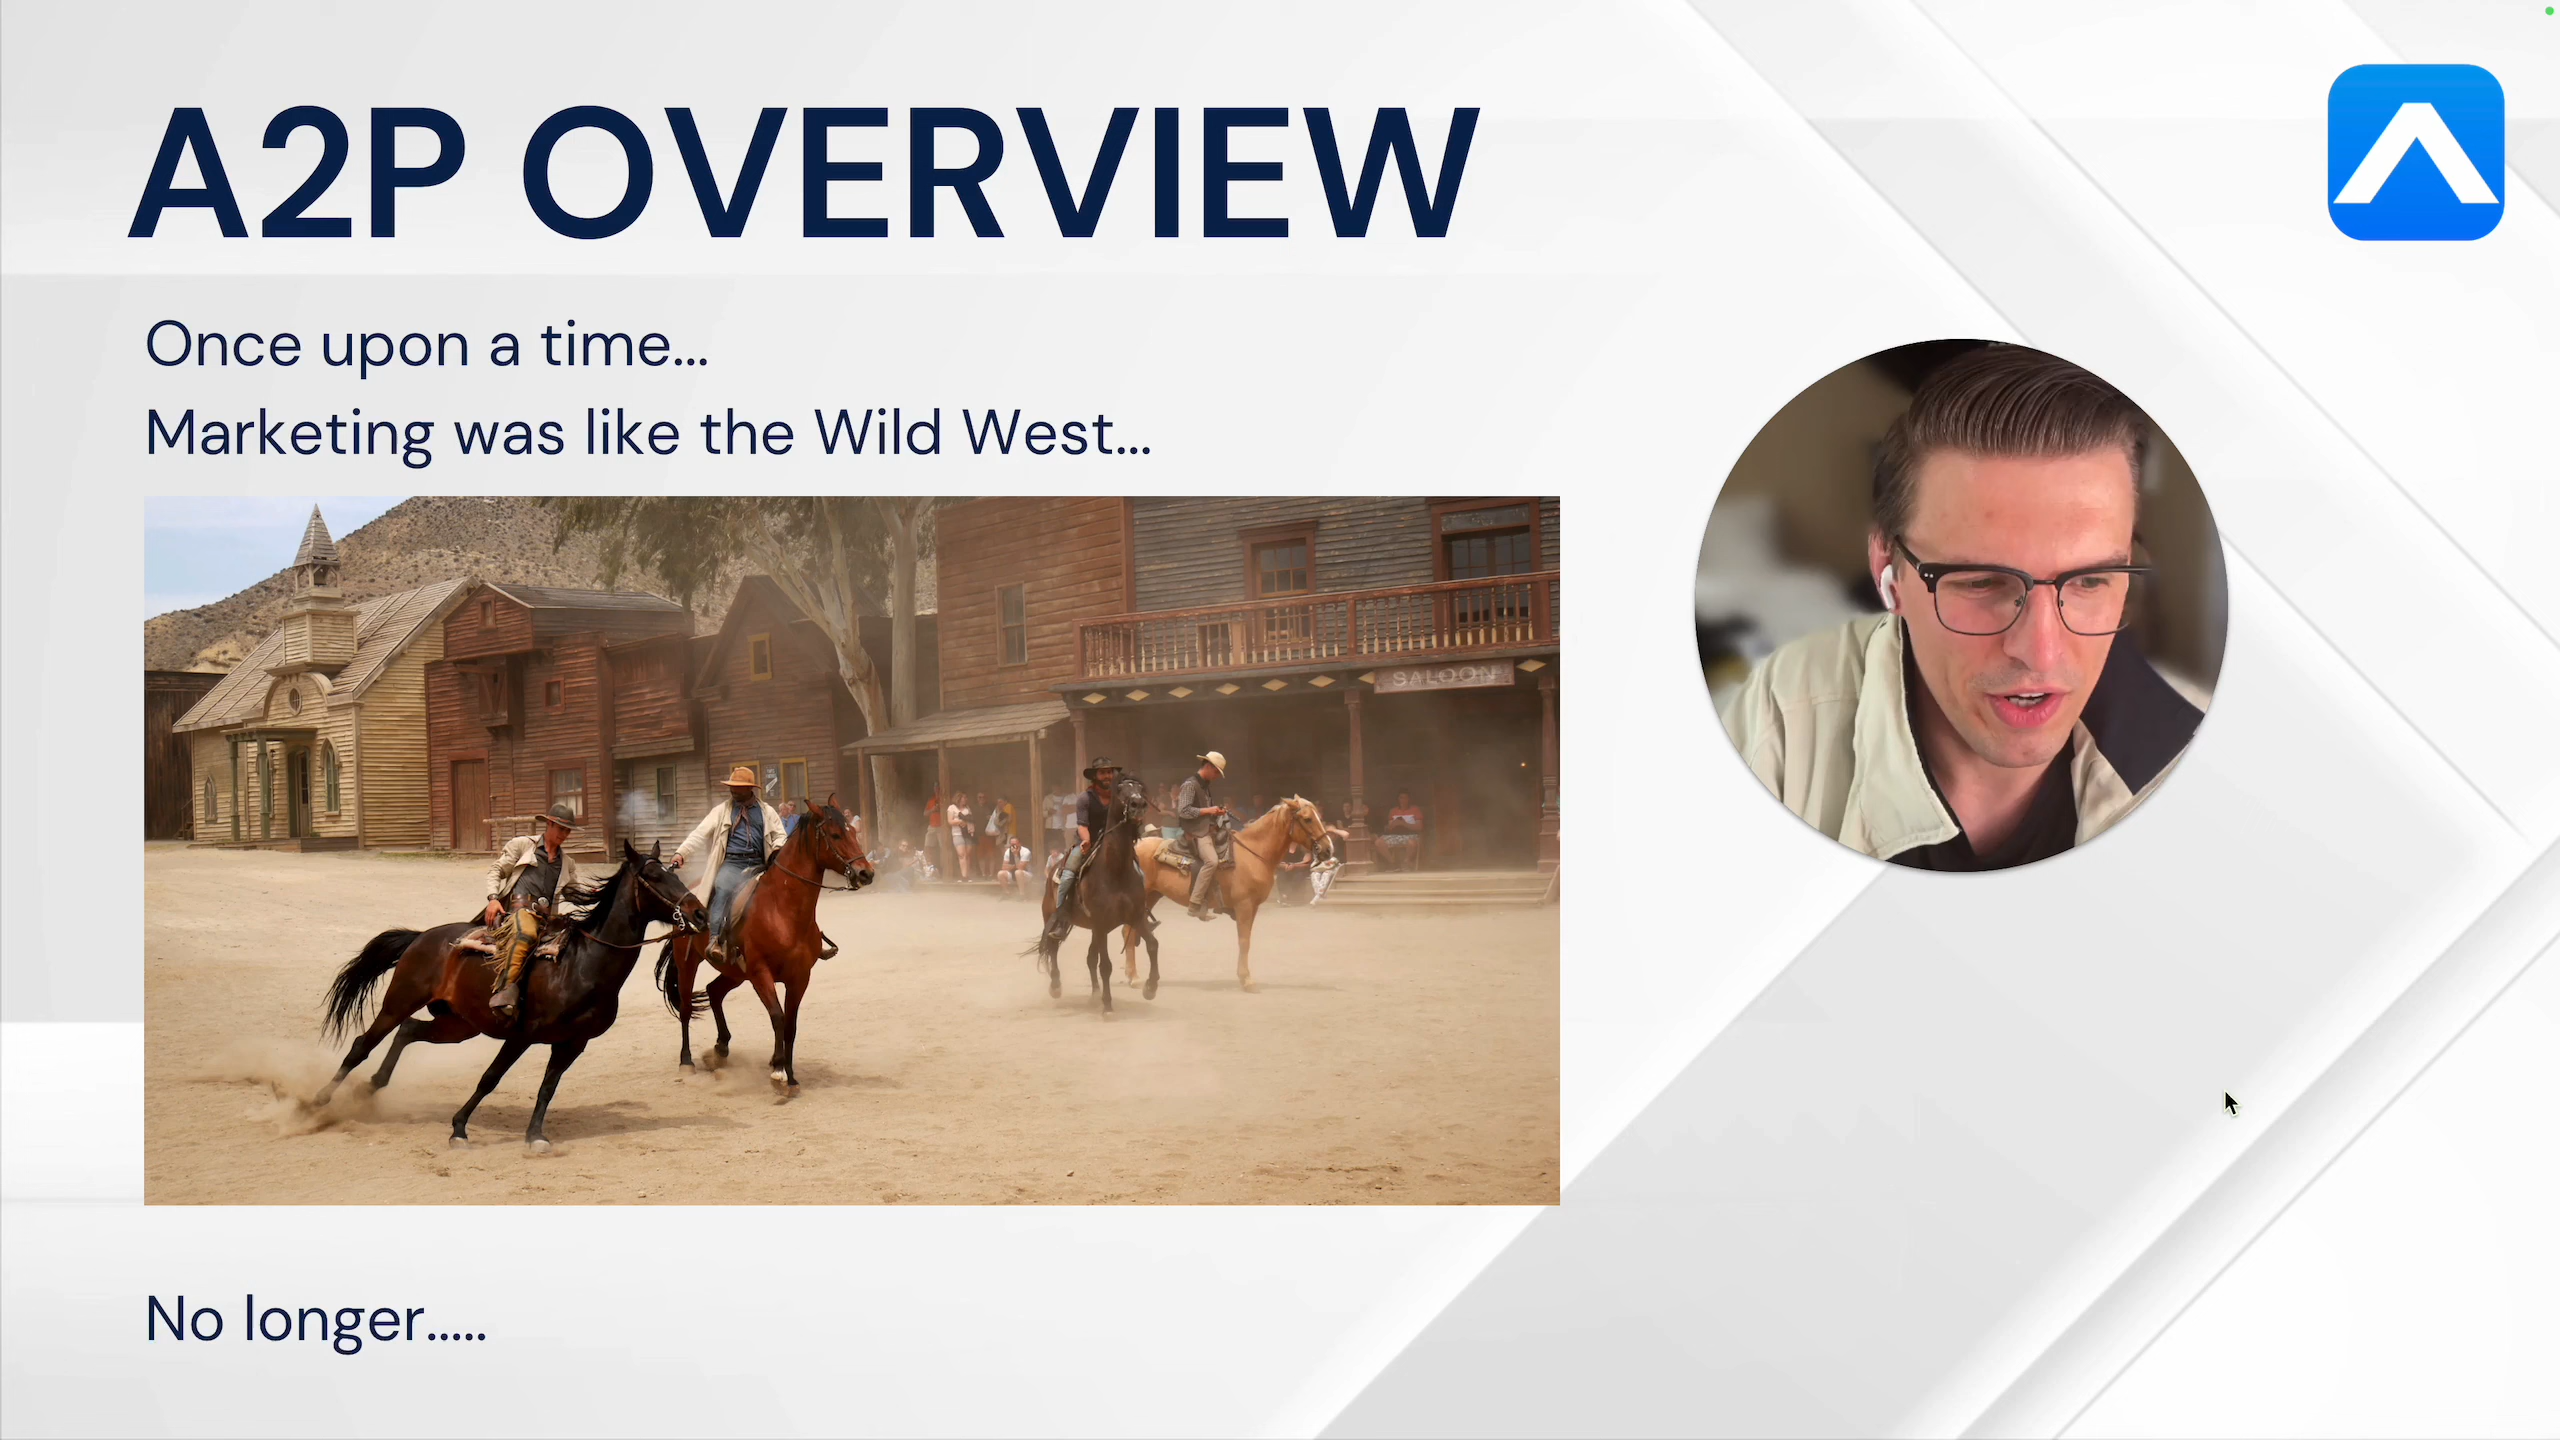 A2P OVERVIEW
Once upon a time...
Marketing was like the Wild West...
SALOON
No longer.....